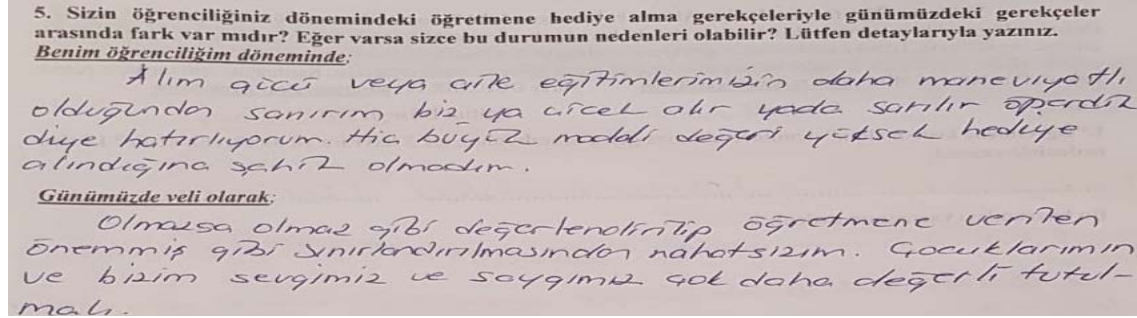 5. Sizin öğrenciliğiniz dönemindeki öğretmene hediye alma gerekçeleriyle günümüzdeki gerekçeler
arasında fark var mıdır? Eğer varsa sizce bu durumun nedenleri olabilir? Lütfen detaylarıyla yazınız.
Benim öğrenciliğim döneminde:
Alım gücü veya aile eğitimlerimizin daha maneviyatlı
olduğundan sanırım biz ya çiçek alır yada sarılır öperdik
diye hatırlıyorum. Hiç büyük maddi değeri yüksek hediye
alındığına şahit olmadım.
Günümüzde veli olarak:
Olmazsa olmaz gibi değerlendirilip öğretmene verilen
önemmiş gibi sınırlandırılmasından rahatsızım. Çocuklarımın
ve bizim sevgimiz ve saygımız çok daha değerli tutul-
malı.